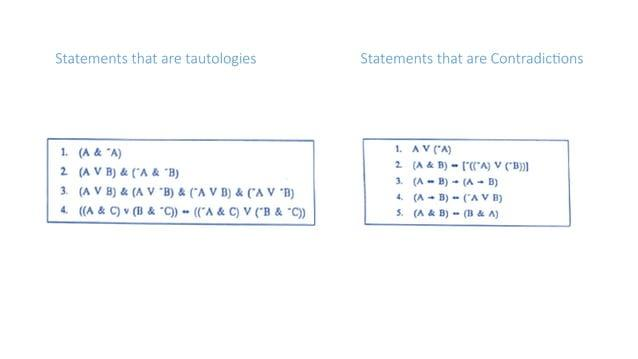 Statements that are tautologies
Statements that are Contradictions
1. (A & ~A)
2. (A V B) & (~A & ~B)
3. (A V B) & (A V ~B) & (~A V B) & (~A V ~B)
4. ((A & C) v (B & ~C)) ↔ ((~A & C) V (~B & ~C))
1. A V (~A)
2. (A & B) ↔ [~((~A) V (~B))]
3. (A ↔ B) → (A → B)
4. (A → B) ↔ (~A V B)
5. (A & B) ↔ (B & A)